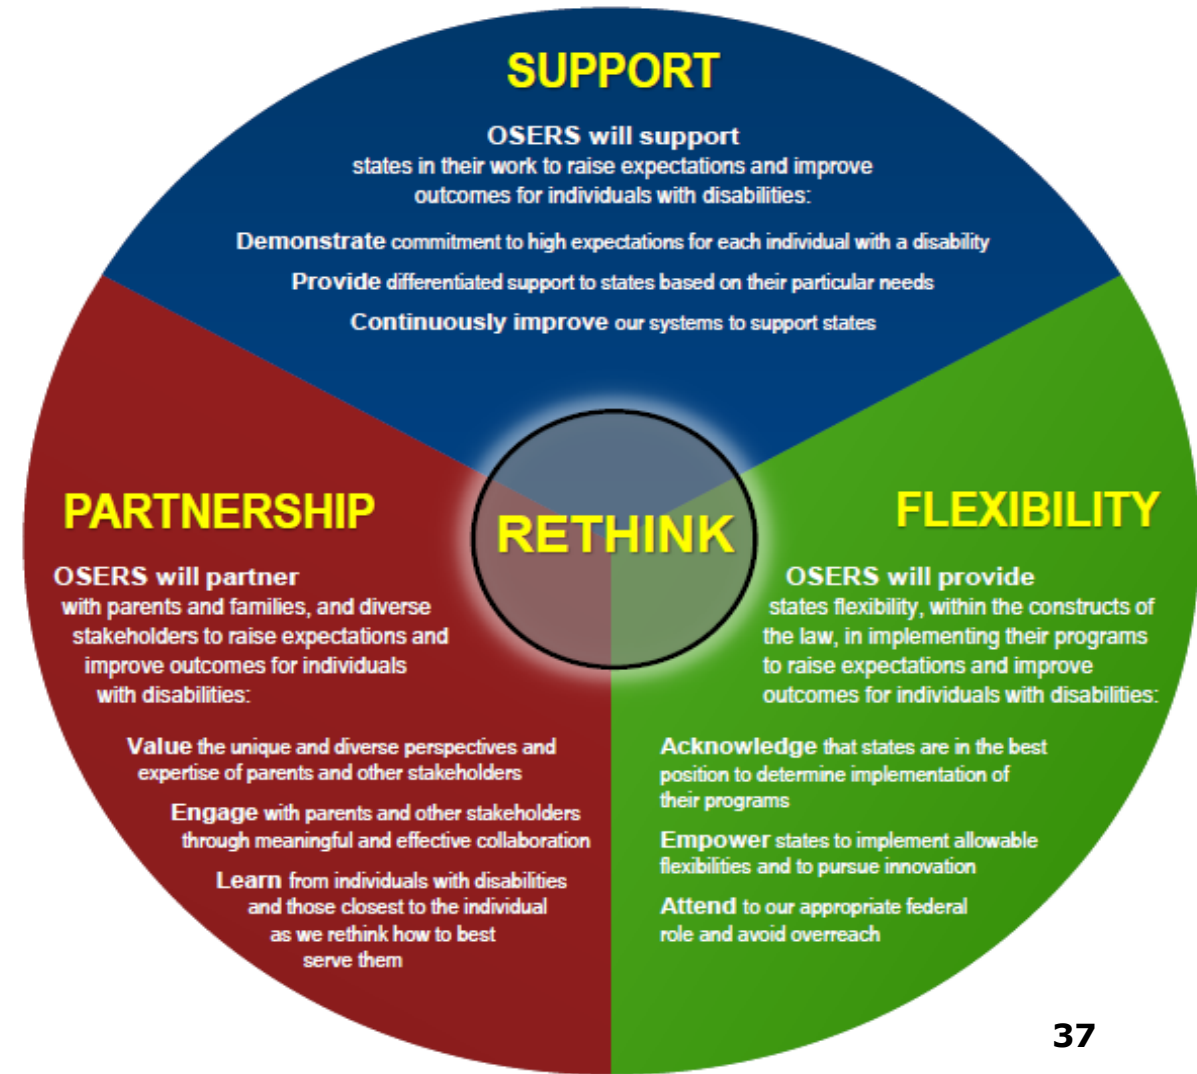 SUPPORT
OSERS will support
states in their work to raise expectations and improve
outcomes for individuals with disabilities:
Demonstrate commitment to high expectations for each individual with a disability
Provide differentiated support to states based on their particular needs
Continuously improve our systems to support states
PARTNERSHIP
OSERS will partner
with parents and families, and diverse
stakeholders to raise expectations and
improve outcomes for individuals
with disabilities:
Value the unique and diverse perspectives and
expertise of parents and other stakeholders
Engage with parents and other stakeholders
through meaningful and effective collaboration
Learn from individuals with disabilities
and those closest to the individual
as we rethink how to best
serve them
RETHINK
FLEXIBILITY
OSERS will provide
states flexibility, within the constructs of
the law, in implementing their programs
to raise expectations and improve
outcomes for individuals with disabilities:
Acknowledge that states are in the best
position to determine implementation of
their programs
Empower states to implement allowable
flexibilities and to pursue innovation
Attend to our appropriate federal
role and avoid overreach
37